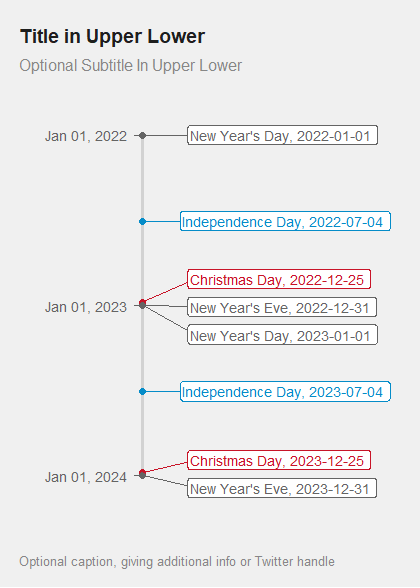 Title in Upper Lower
Optional Subtitle In Upper Lower
Jan 01, 2022
New Year's Day, 2022-01-01
Independence Day, 2022-07-04
Christmas Day, 2022-12-25
Jan 01, 2023
New Year's Eve, 2022-12-31
New Year's Day, 2023-01-01
Independence Day, 2023-07-04
Christmas Day, 2023-12-25
Jan 01, 2024
New Year's Eve, 2023-12-31
Optional caption, giving additional info or Twitter handle